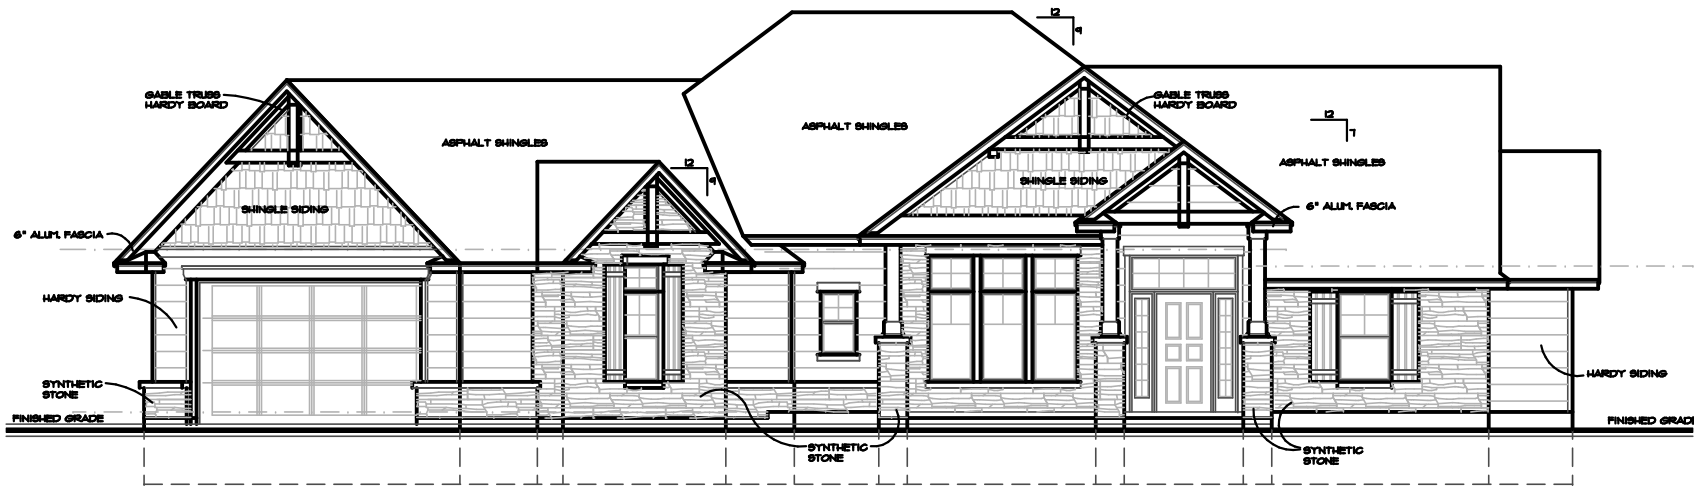 12
9
GABLE TRUSS
HARDY BOARD
GABLE TRUSS
HARDY BOARD
ASPHALT SHINGLES
ASPHALT SHINGLES
12
7
ASPHALT SHINGLES
12
9
SHINGLE SIDING
SHINGLE SIDING
6" ALUM. FASCIA
6" ALUM. FASCIA
HARDY SIDING
HARDY SIDING
SYNTHETIC
STONE
FINISHED GRADE
FINISHED GRADE
SYNTHETIC
STONE
SYNTHETIC
STONE